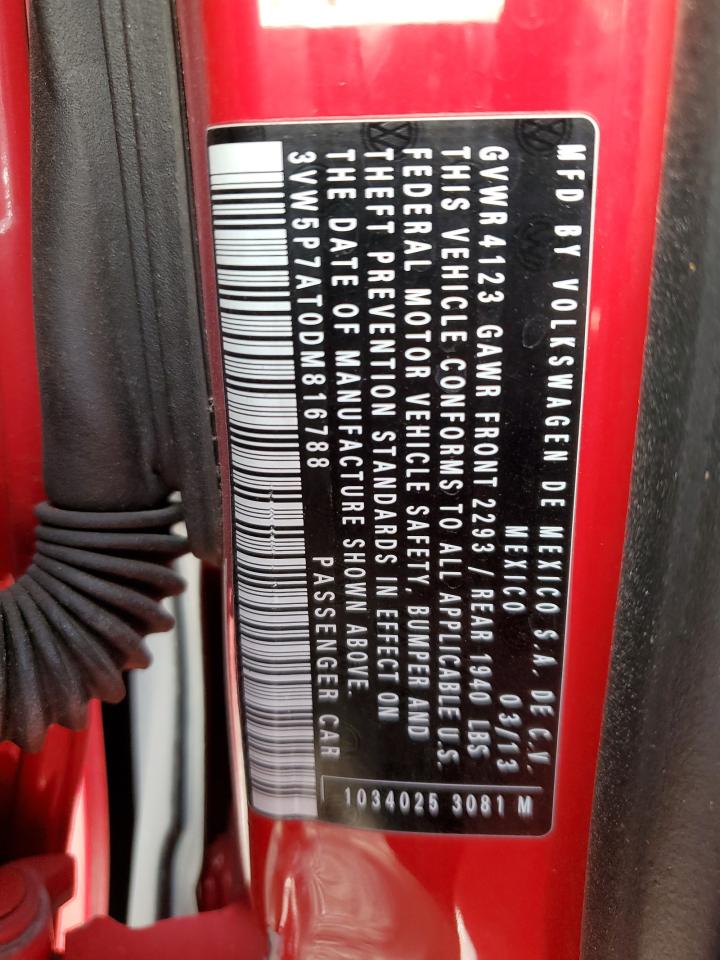 MFD BY VOLKSWAGEN DE MEXICO S.A. DE C.V.
MEXICO 03/13
GVWR 4123 GAWR FRONT 2293 / REAR 1940 LBS
THIS VEHICLE CONFORMS TO ALL APPLICABLE U.S.
FEDERAL MOTOR VEHICLE SAFETY, BUMPER AND
THEFT PREVENTION STANDARDS IN EFFECT ON
THE DATE OF MANUFACTURE SHOWN ABOVE.
3VW5P7AT0DM816788 PASSENGER CAR
1034025 3081 M